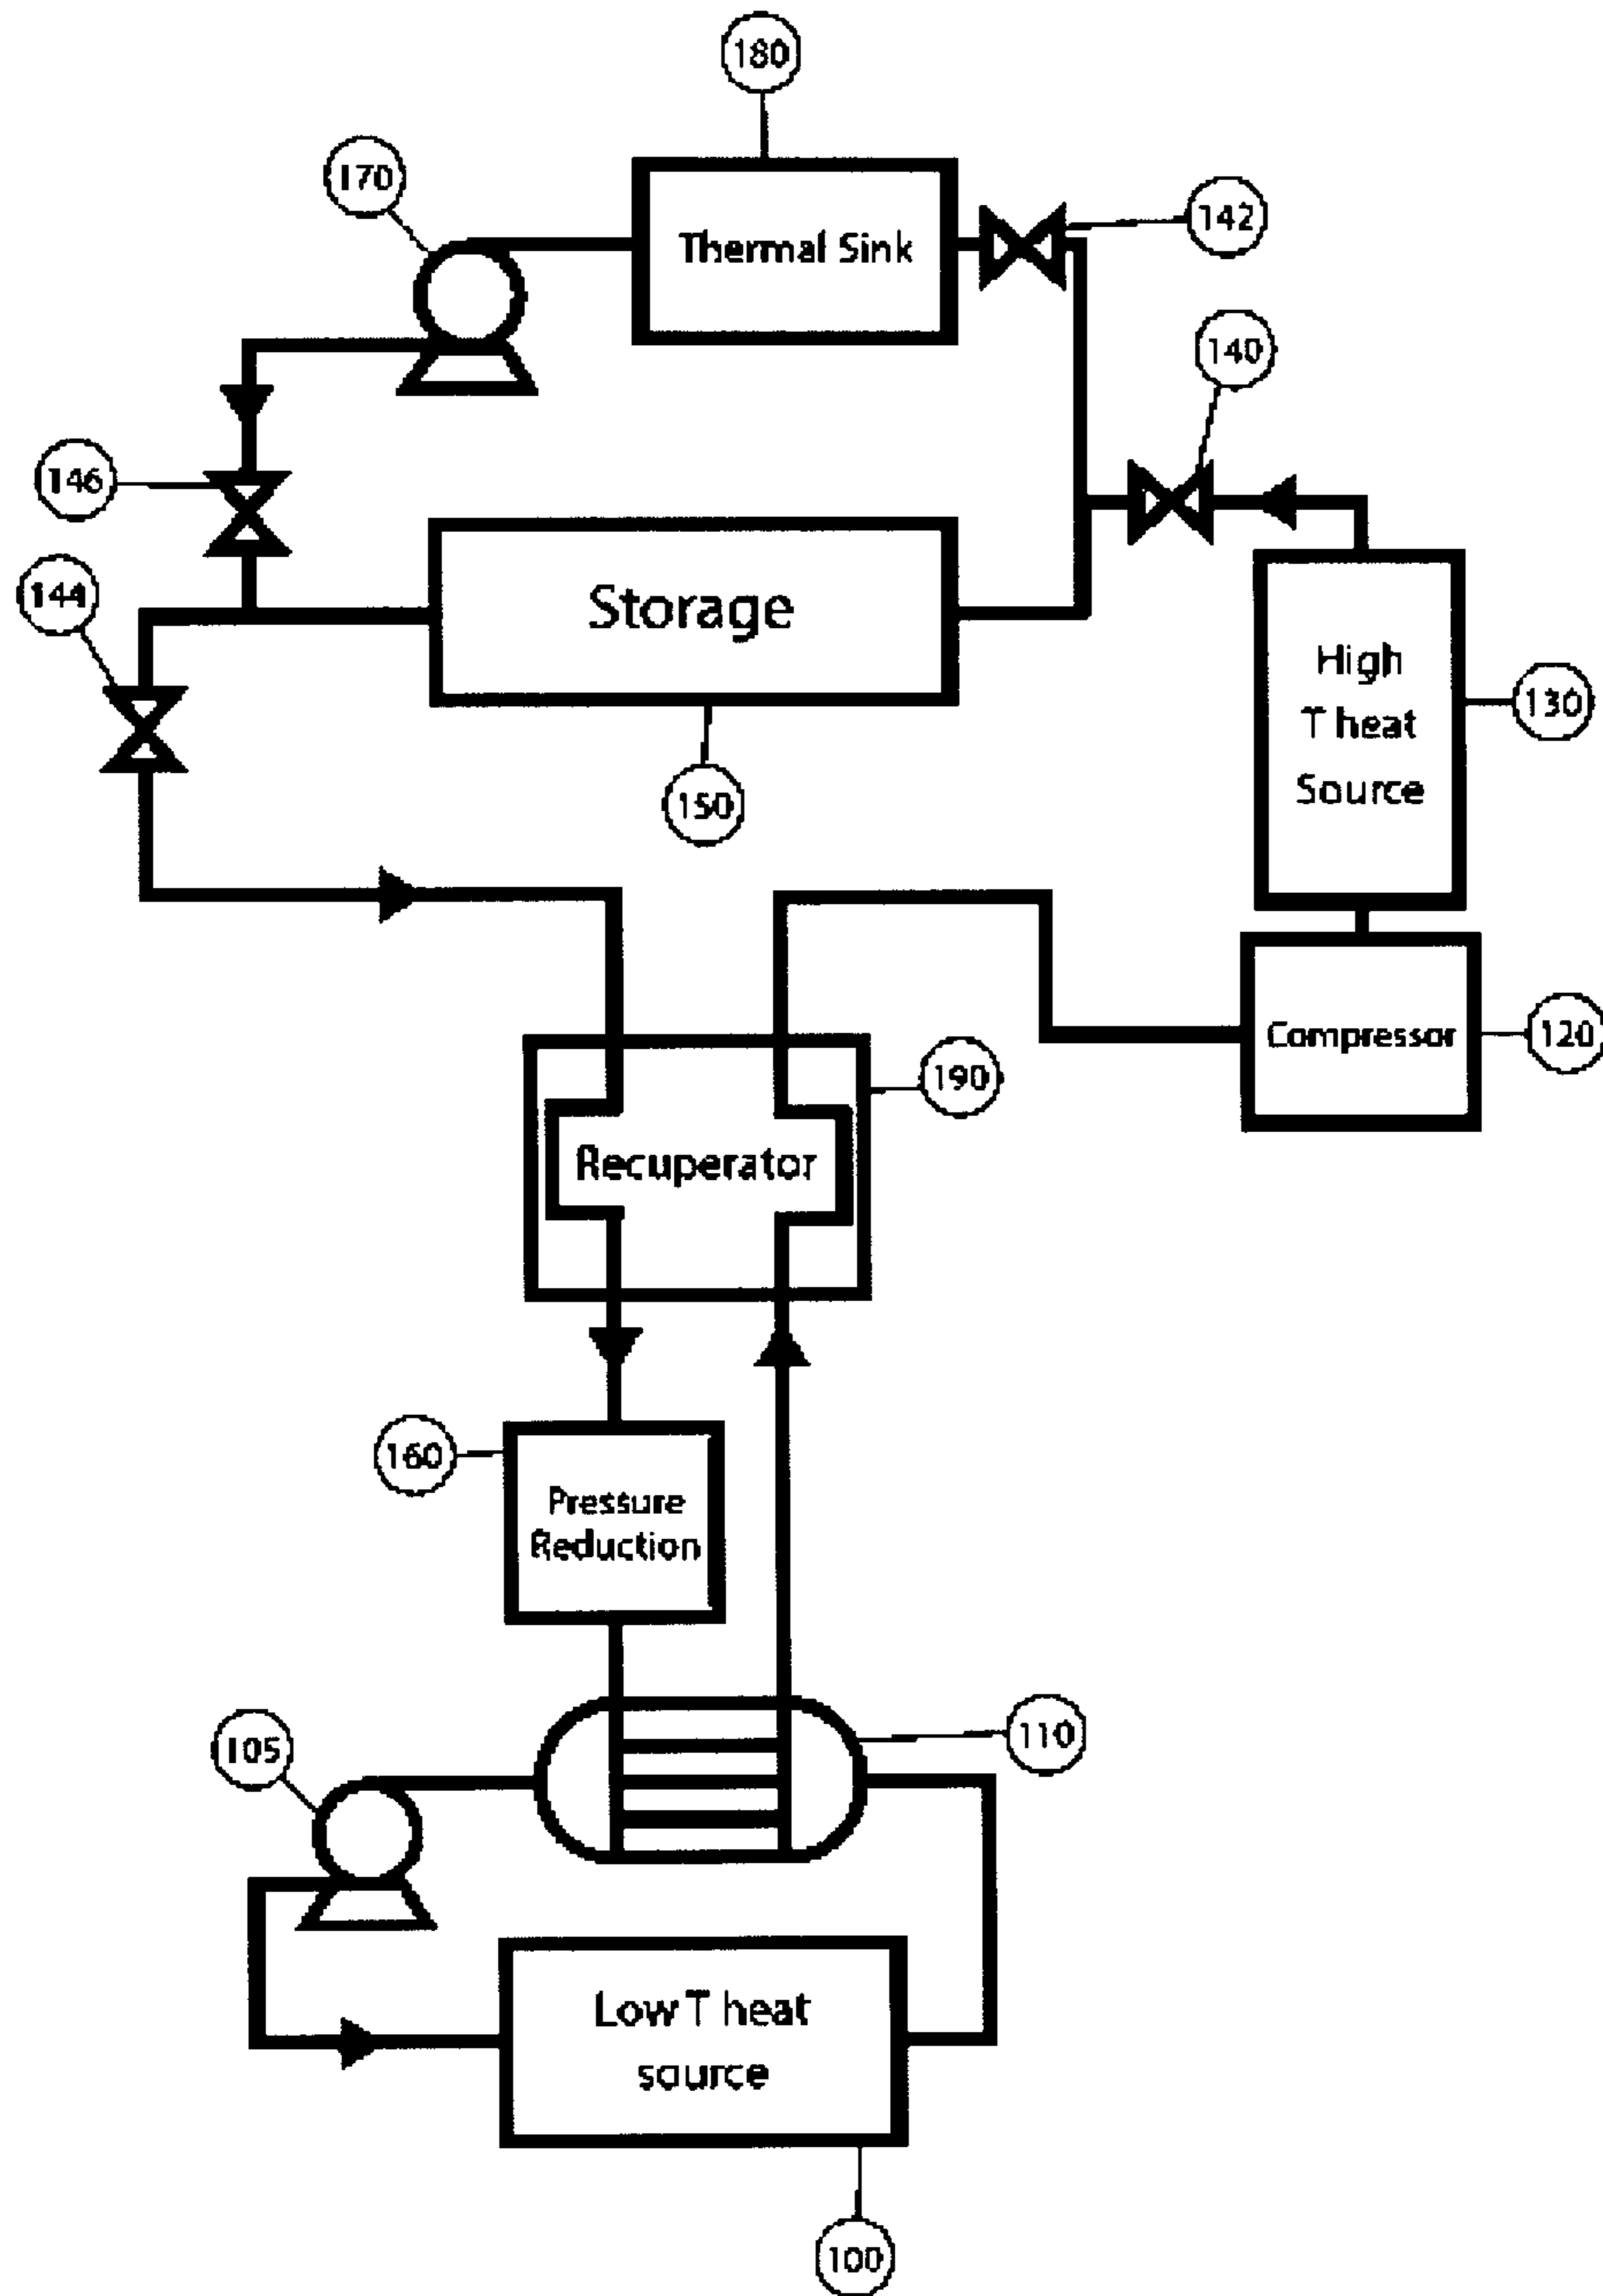 180
170
142
Thermal Sink
140
146
144
Storage
High
T heat
Source
130
150
Compressor
120
190
Recuperator
160
Pressure
Reduction
110
105
Low T heat
source
100